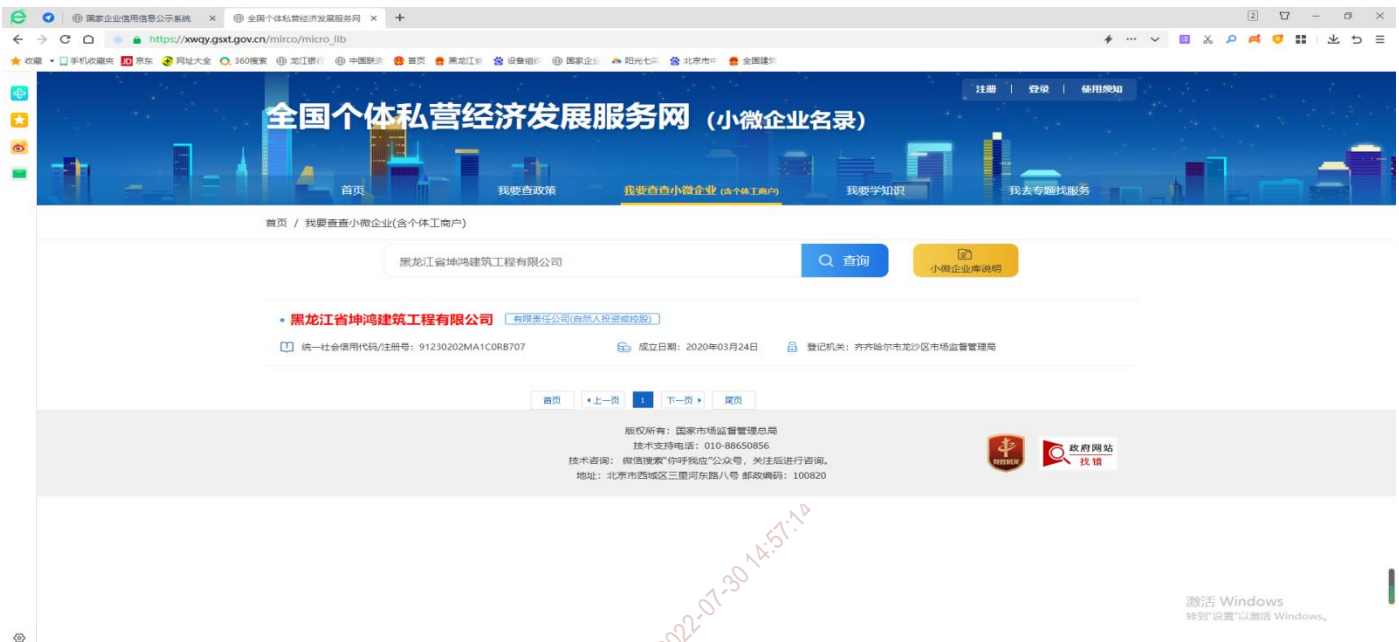 国家企业信用信息公示系统 全国个体私营经济发展服务网
https://xwqy.gsxt.gov.cn/mirco/micro_lib
收藏 手机收藏夹 京东 网址大全 360搜索 龙江银行 中国联 首页 黑龙江省 设备组织 国家企业 阳光七 北京市 全国建
注册 | 登录 | 使用须知
全国个体私营经济发展服务网 (小微企业名录)
首页 我要查政策 我要查查小微企业 (含个体工商户) 我要学知识 我去专题找服务
首页 / 我要查查小微企业(含个体工商户)
黑龙江省坤鸿建筑工程有限公司 查询 小微企业库说明
黑龙江省坤鸿建筑工程有限公司 有限责任公司(自然人投资或控股)
统一社会信用代码/注册号：91230202MA1C0RB707 成立日期：2020年03月24日 登记机关：齐齐哈尔市龙沙区市场监督管理局
首页 上一页 1 下一页 尾页
版权所有：国家市场监督管理总局
技术支持电话：010-88650856
技术咨询：微信搜索"你呼我应"公众号，关注后进行咨询。
地址：北京市西城区三里河东路八号 邮政编码：100820
党政机关
政府网站
找错
2022-07-30 14:57:14
激活 Windows
转到"设置"以激活 Windows。